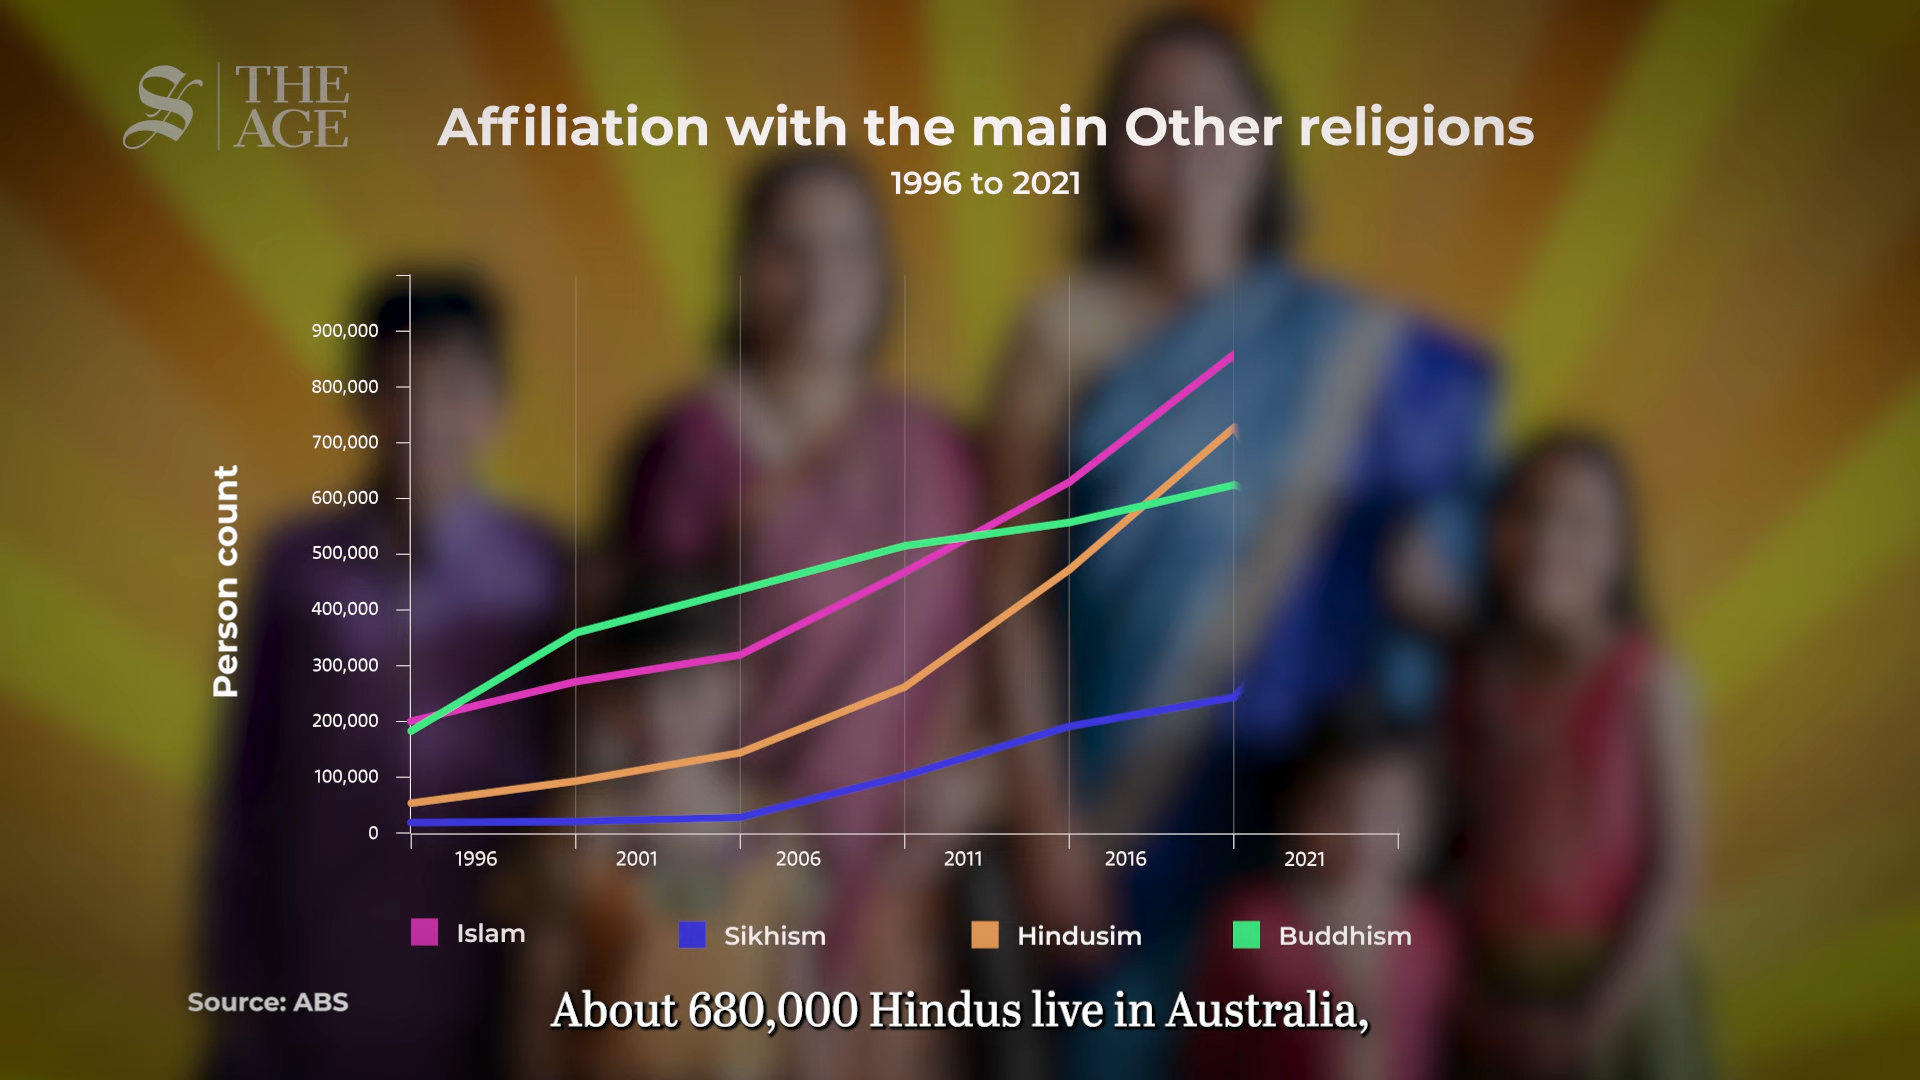 THE
AGE
Affiliation with the main Other religions
1996 to 2021
Person count
900,000
800,000
700,000
600,000
500,000
400,000
300,000
200,000
100,000
0
1996 2001 2006 2011 2016 2021
Islam Sikhism Hindusim Buddhism
Source: ABS
About 680,000 Hindus live in Australia,